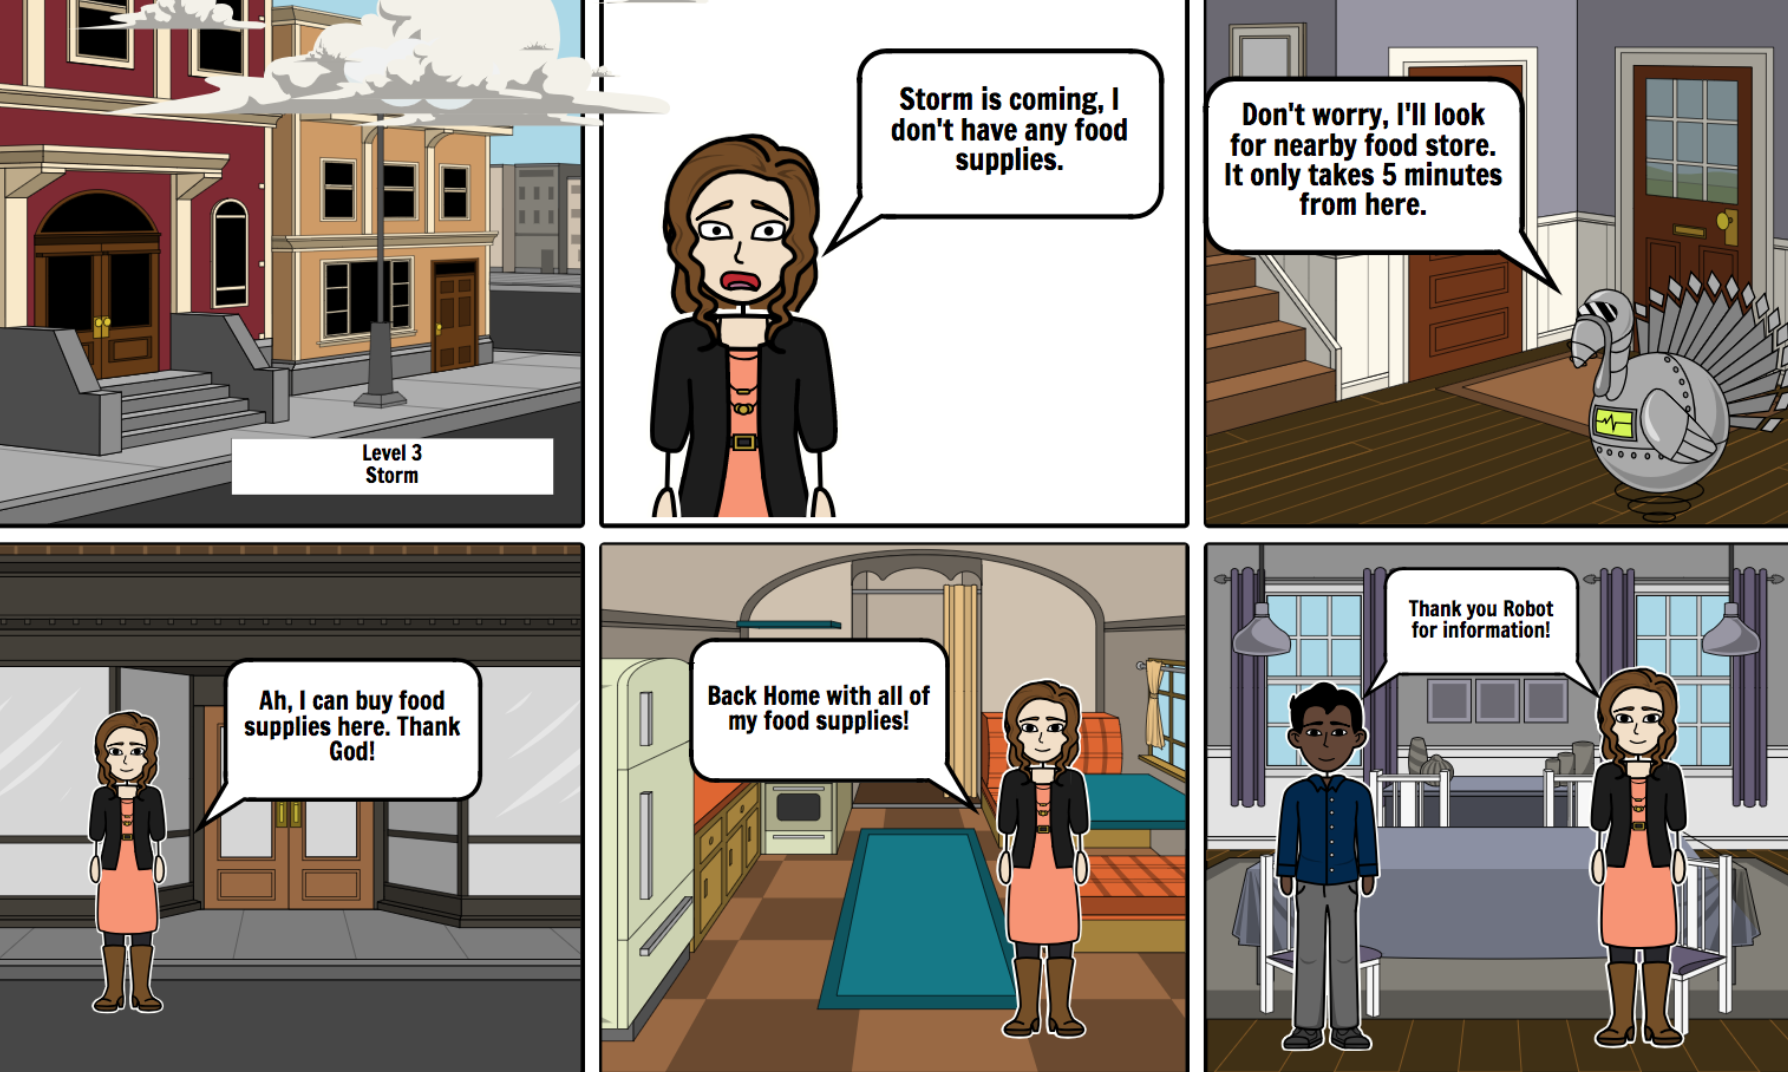 Level 3
Storm
Storm is coming, I
don't have any food
supplies.
Don't worry, I'll look
for nearby food store.
It only takes 5 minutes
from here.
Ah, I can buy food
supplies here. Thank
God!
Back Home with all of
my food supplies!
Thank you Robot
for information!